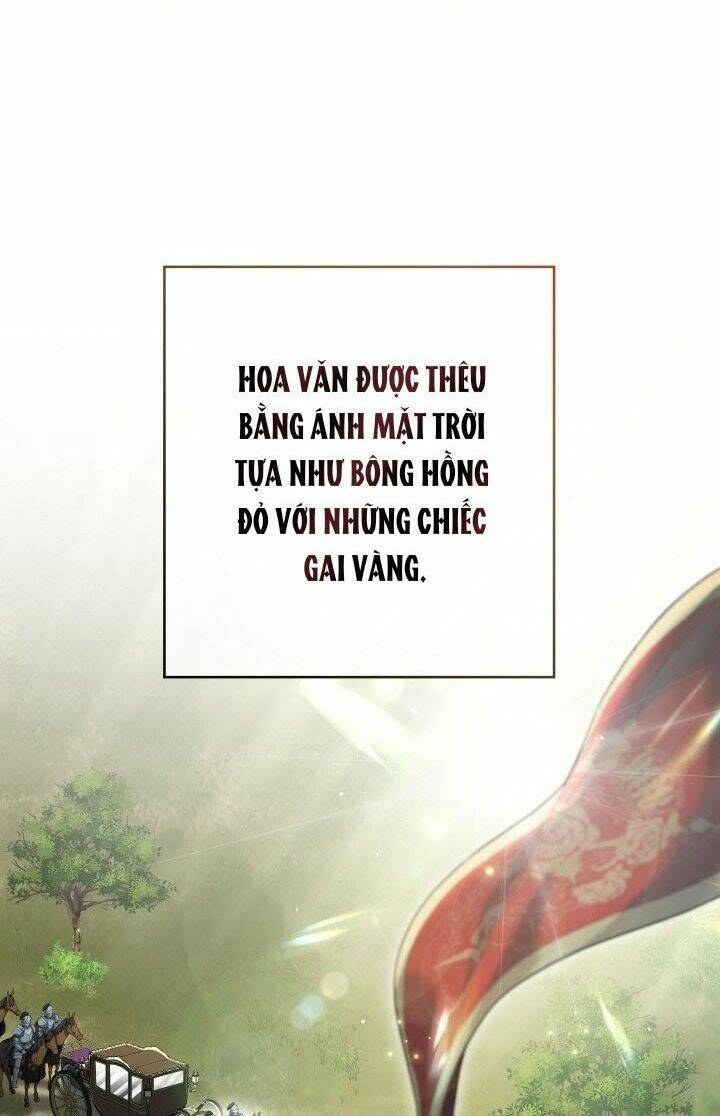 HOA VĂN ĐƯỢC THÊU
BẰNG ÁNH MẶT TRỜI
TỰA NHƯ BÔNG HỒNG
ĐỎ VỚI NHỮNG CHIẾC
GAI VÀNG.